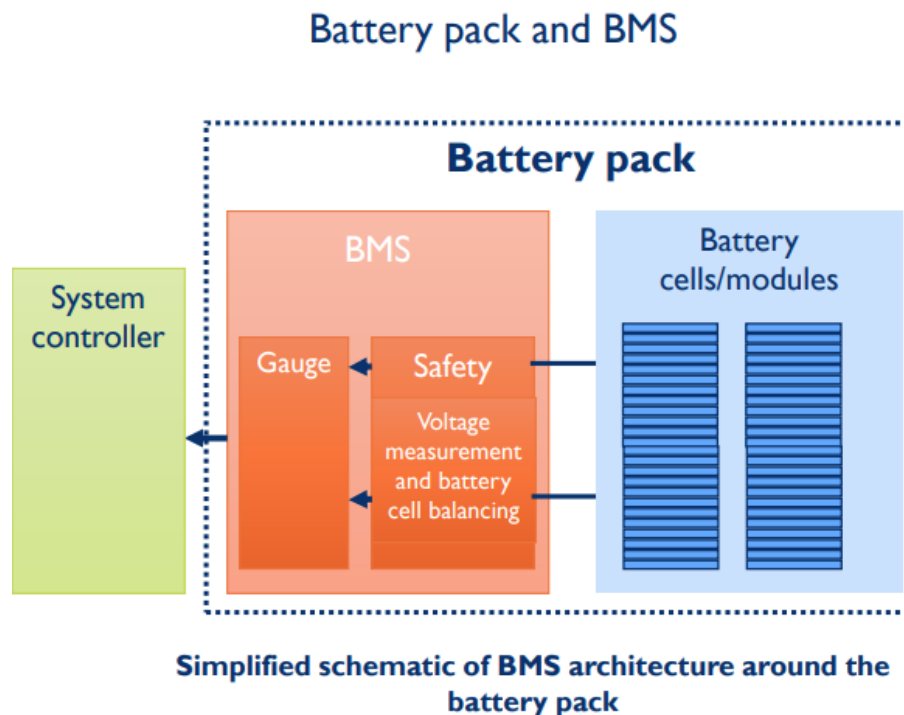 Battery pack and BMS
Battery pack
BMS
Battery
cells/modules
System
controller
Gauge
Safety
Voltage
measurement
and battery
cell balancing
Simplified schematic of BMS architecture around the
battery pack